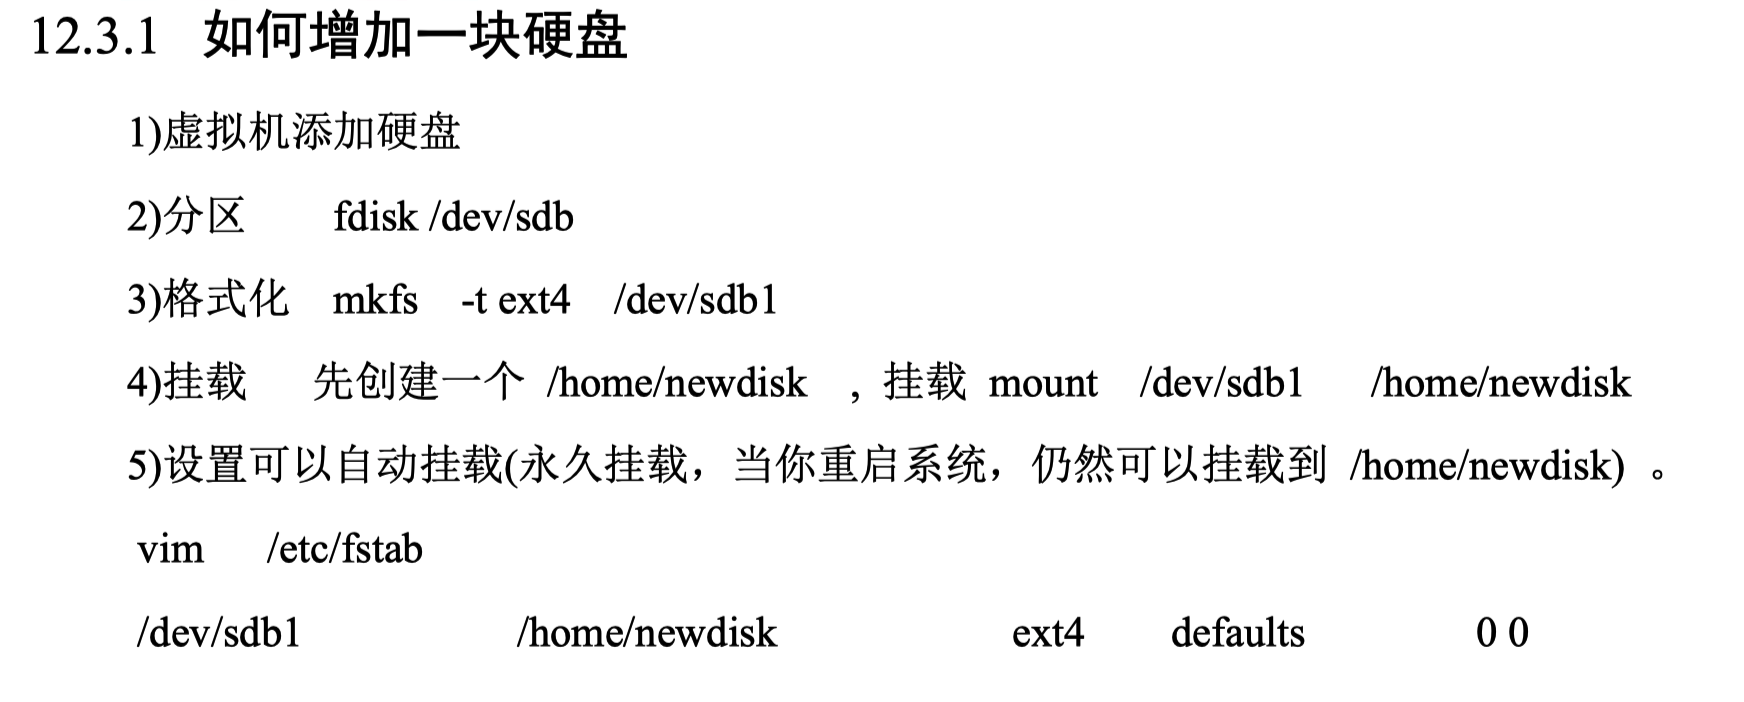 12.3.1 如何增加一块硬盘
1)虚拟机添加硬盘
2)分区 fdisk /dev/sdb
3)格式化 mkfs -t ext4 /dev/sdb1
4)挂载 先创建一个 /home/newdisk , 挂载 mount /dev/sdb1 /home/newdisk
5)设置可以自动挂载(永久挂载，当你重启系统，仍然可以挂载到 /home/newdisk) 。
vim /etc/fstab
/dev/sdb1 /home/newdisk ext4 defaults 0 0